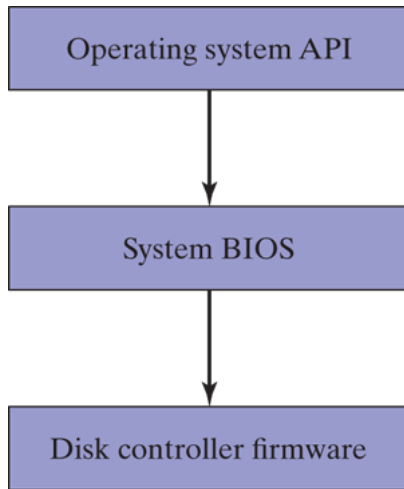 Operating system API
System BIOS
Disk controller firmware